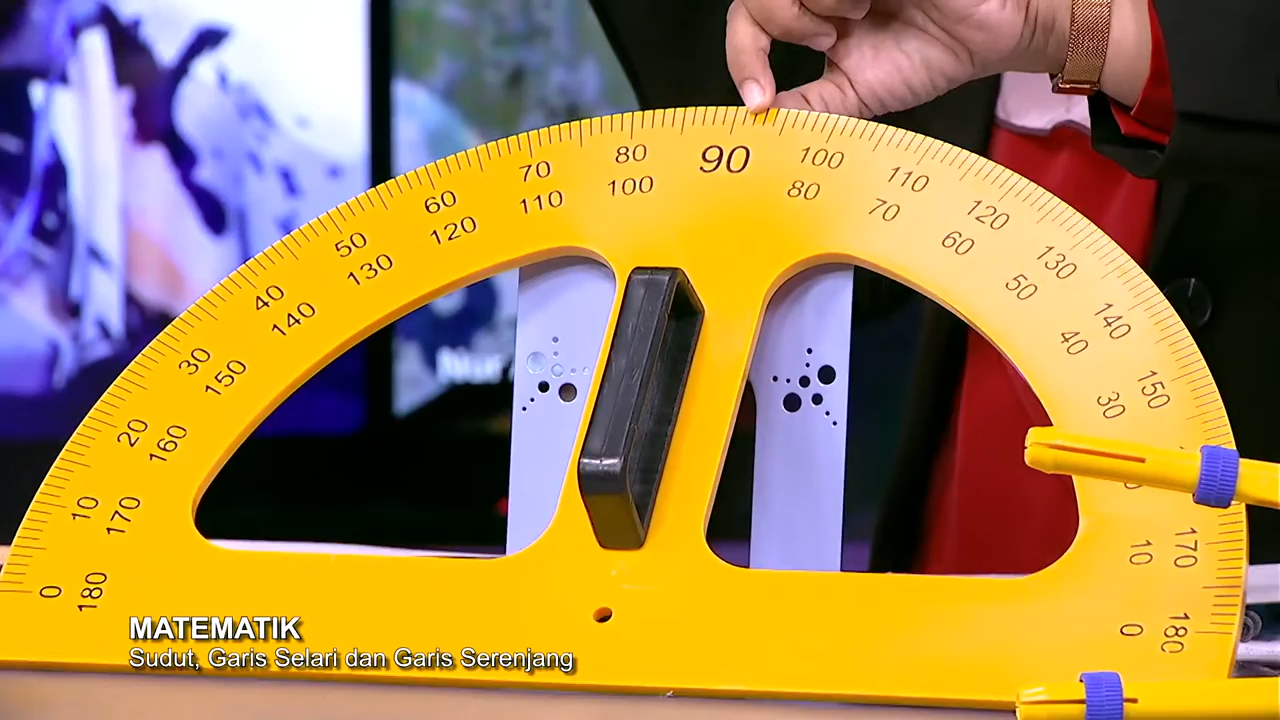 80 90 100
70 100 80 110
60 110 70 120
50 120 60 130
40 130 50 140
30 140 40 150
20 150 30
10 160
0 170 10 170
180 0 180
MATEMATIK
Sudut, Garis Selari dan Garis Serenjang